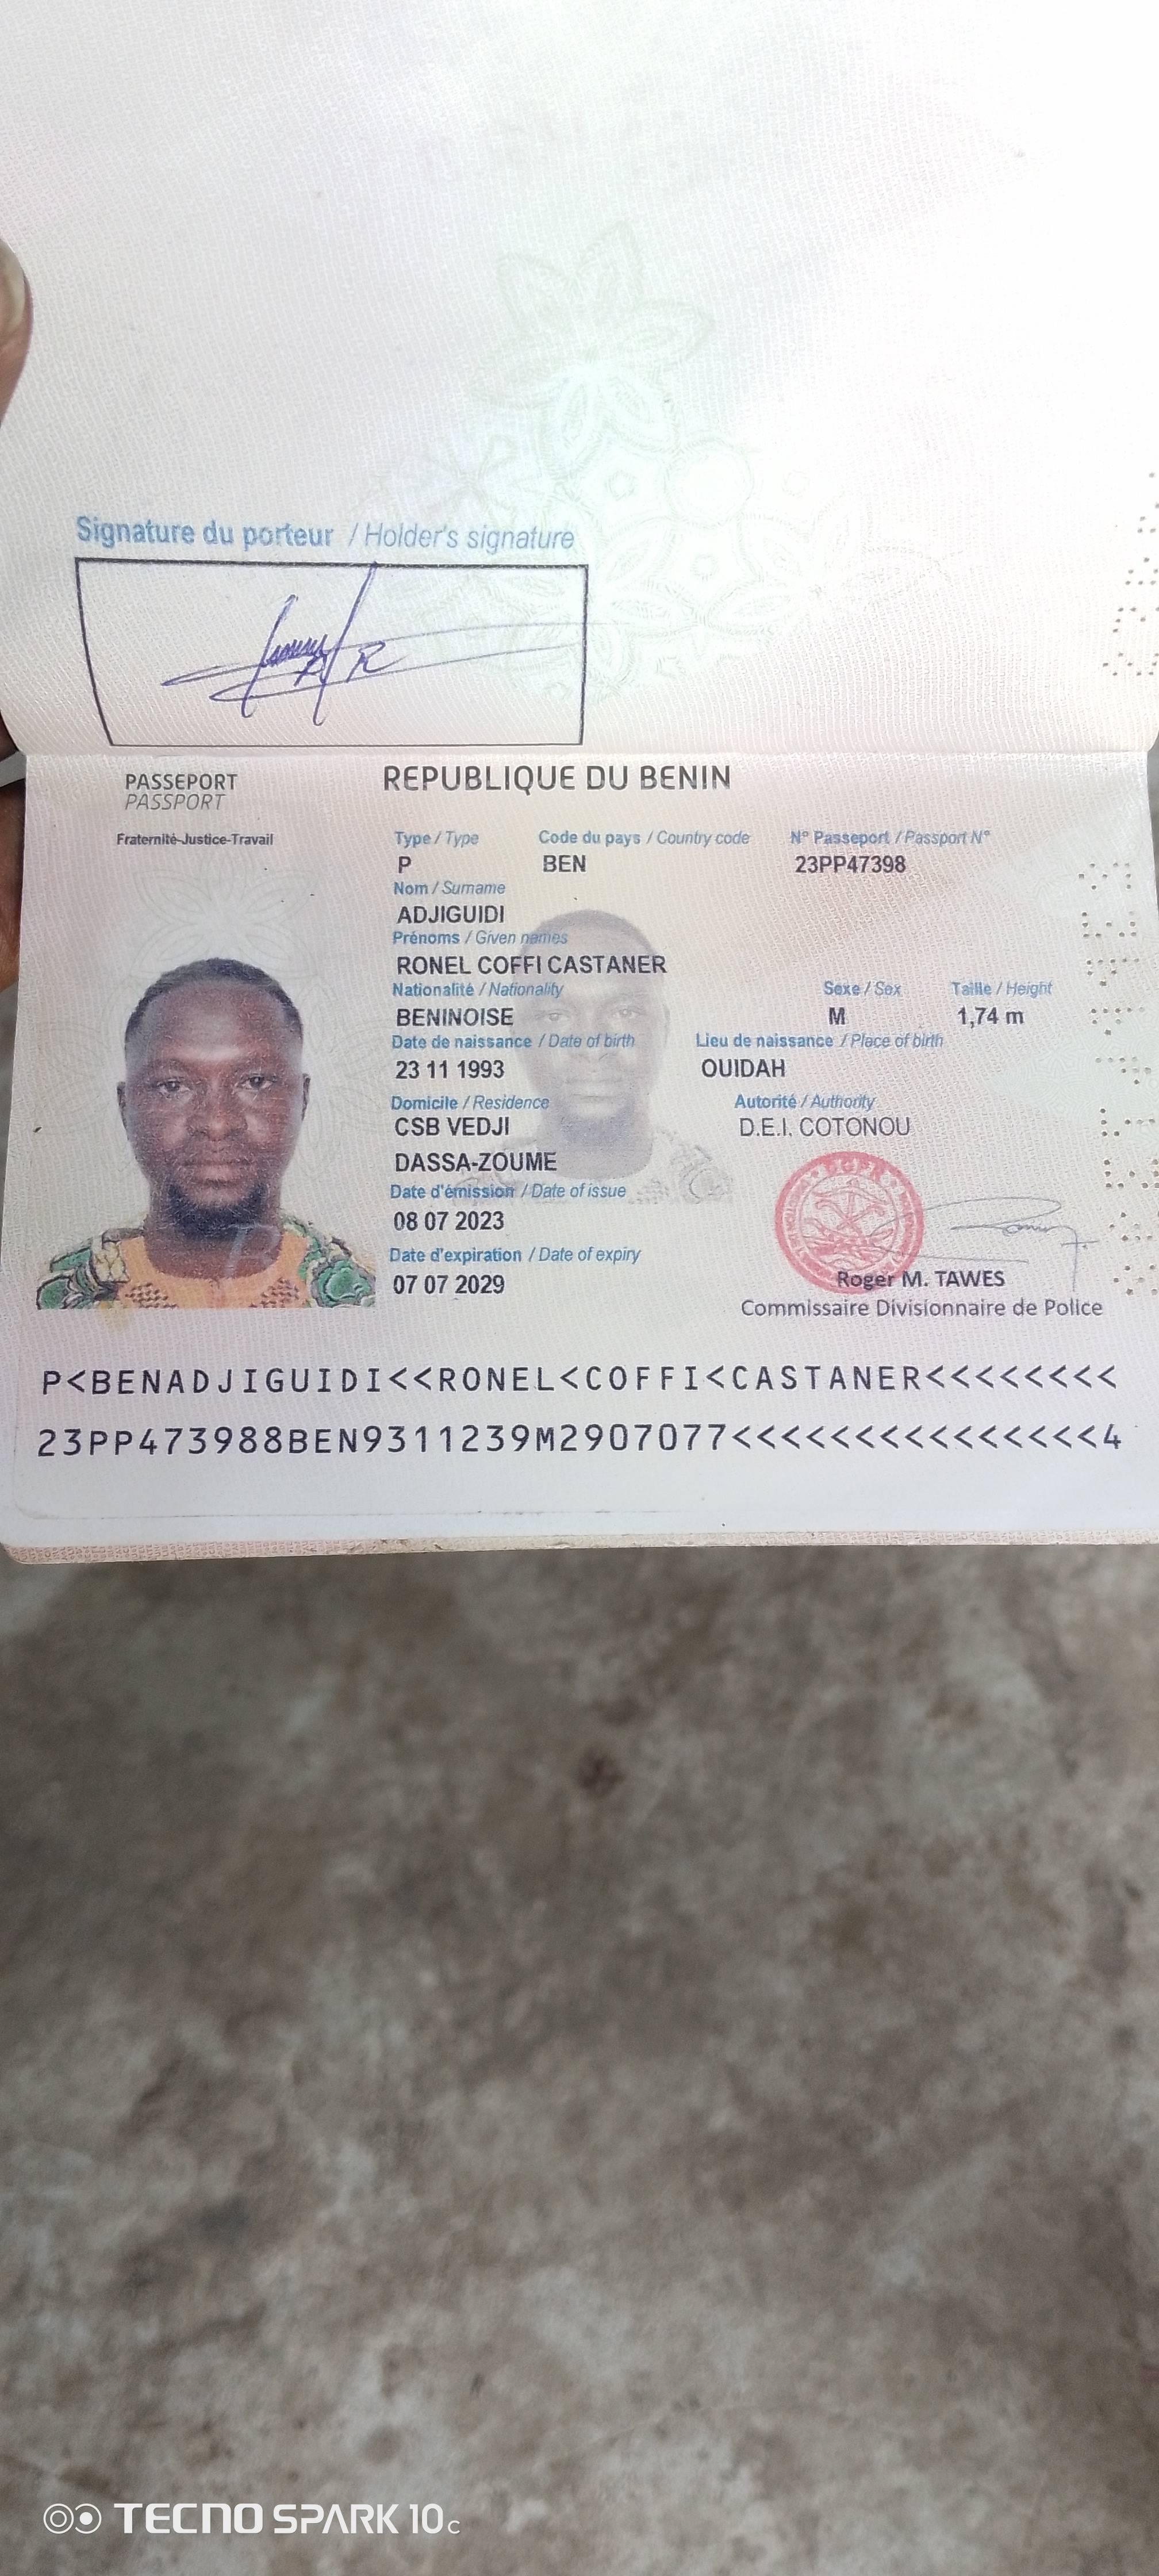 Signature du porteur / Holder's signature
PASSEPORT
PASSPORT
REPUBLIQUE DU BENIN
Fraternité-Justice-Travail
Type / Type Code du pays / Country code N° Passeport / Passport N°
P BEN 23PP47398
Nom / Surname
ADJIGUIDI
Prénoms / Given names
RONEL COFFI CASTANER
Nationalité / Nationality Sexe / Sex Taille / Height
BENINOISE M 1,74 m
Date de naissance / Date of birth Lieu de naissance / Place of birth
23 11 1993 OUIDAH
Domicile / Residence Autorité / Authority
CSB VEDJI D.E.I. COTONOU
DASSA-ZOUME
Date d'émission / Date of issue
08 07 2023
Date d'expiration / Date of expiry
07 07 2029
Roger M. TAWES
Commissaire Divisionnaire de Police
P<BENADJIGUIDI<<RONEL<COFFI<CASTANER<<<<<<<<
23PP473988BEN9311239M2907077<<<<<<<<<<<<<<<4
TECNO SPARK 10C